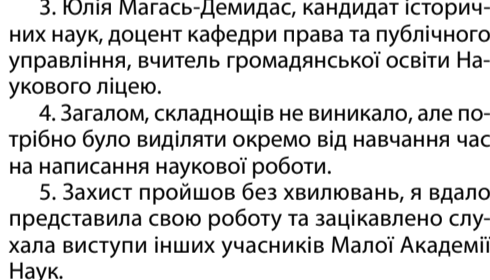 3. Юлія Магась-Демидас, кандидат історич-
них наук, доцент кафедри права та публічного
управління, вчитель громадянської освіти На-
укового ліцею.
4. Загалом, складнощів не виникало, але по-
трібно було виділяти окремо від навчання час
на написання наукової роботи.
5. Захист пройшов без хвилювань, я вдало
представила свою роботу та зацікавлено слу-
хала виступи інших учасників Малої Академії
Наук.